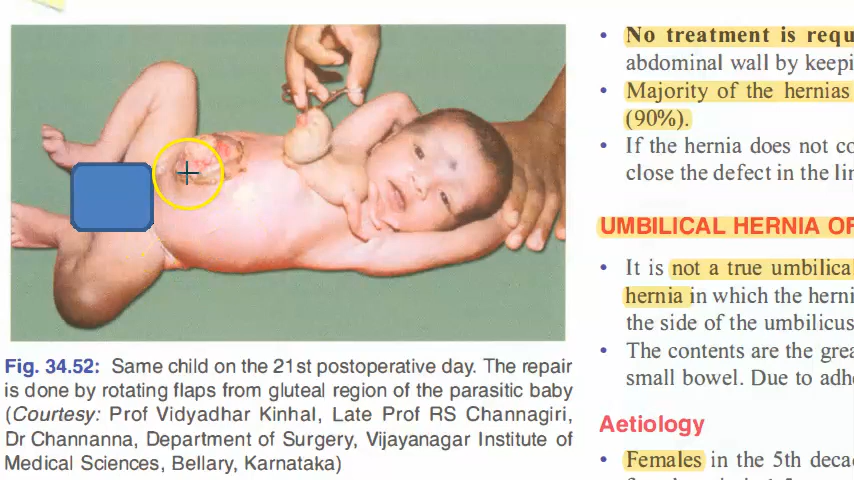 Fig. 34.52: Same child on the 21st postoperative day. The repair
is done by rotating flaps from gluteal region of the parasitic baby
(Courtesy: Prof Vidyadhar Kinhal, Late Prof RS Channagiri,
Dr Channanna, Department of Surgery, Vijayanagar Institute of
Medical Sciences, Bellary, Karnataka)
• No treatment is requ
abdominal wall by keepi
• Majority of the hernias
(90%).
• If the hernia does not co
close the defect in the lin
UMBILICAL HERNIA OF
• It is not a true umbilica
hernia in which the herni
the side of the umbilicus
• The contents are the grea
small bowel. Due to adh
Aetiology
• Females in the 5th deca